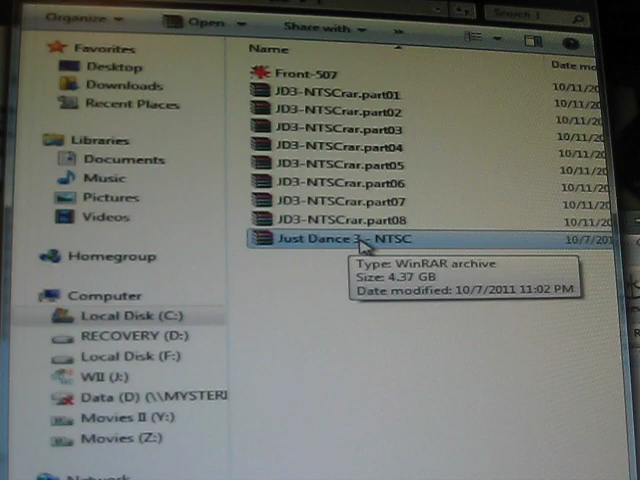 Organize Open Share with »
Search
Favorites
Desktop
Downloads
Recent Places
Libraries
Documents
Music
Pictures
Videos
Homegroup
Computer
Local Disk (C:)
RECOVERY (D:)
Local Disk (F:)
WII (J:)
Data (D) (\\MYSTERI
Movies II (Y:)
Movies (Z:)
Network
Name Date mo
Front-507
JD3-NTSCrar.part01 10/11/20
JD3-NTSCrar.part02 10/11/20
JD3-NTSCrar.part03 10/11/20
JD3-NTSCrar.part04 10/11/20
JD3-NTSCrar.part05 10/11/20
JD3-NTSCrar.part06 10/11/20
JD3-NTSCrar.part07 10/11/20
JD3-NTSCrar.part08 10/11/20
Just Dance 3 - NTSC 10/7/201
Type: WinRAR archive
Size: 4.37 GB
Date modified: 10/7/2011 11:02 PM